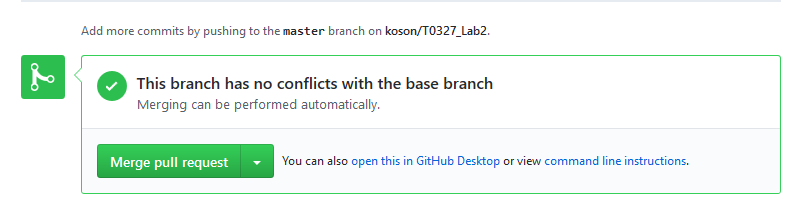 Add more commits by pushing to the master branch on koson/T0327_Lab2.
This branch has no conflicts with the base branch
Merging can be performed automatically.
Merge pull request
You can also open this in GitHub Desktop or view command line instructions.